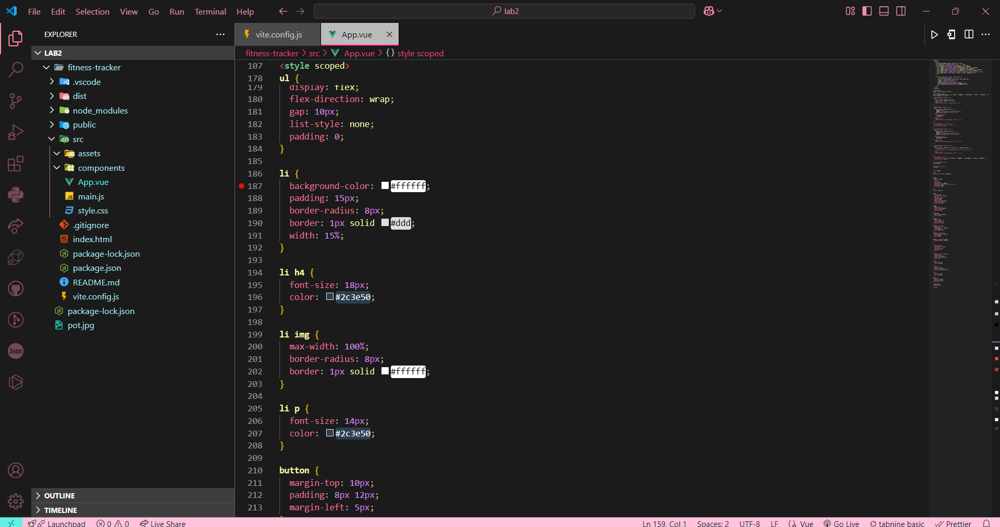 File Edit Selection View Go Run Terminal Help
lab2
EXPLORER
LAB2
fitness-tracker
.vscode
dist
node_modules
public
src
assets
components
App.vue
main.js
style.css
.gitignore
index.html
package-lock.json
package.json
README.md
vite.config.js
package-lock.json
pot.jpg
OUTLINE
TIMELINE
Json
vite.config.js App.vue
fitness-tracker > src > App.vue > {} style scoped
107 <style scoped>
178 ul {
179 display: flex;
180 flex-direction: wrap;
181 gap: 10px;
182 list-style: none;
183 padding: 0;
184 }
185
186 li {
187 background-color: #ffffff;
188 padding: 15px;
189 border-radius: 8px;
190 border: 1px solid #ddd;
191 width: 15%;
192 }
193
194 li h4 {
195 font-size: 18px;
196 color: #2c3e50;
197 }
198
199 li img {
200 max-width: 100%;
201 border-radius: 8px;
202 border: 1px solid #ffffff;
203 }
204
205 li p {
206 font-size: 14px;
207 color: #2c3e50;
208 }
209
210 button {
211 margin-top: 10px;
212 padding: 8px 12px;
213 margin-left: 5px;
Launchpad 0 0 Live Share
Ln 159, Col 1 Spaces: 2 UTF-8 LF {} Vue Go Live tabnine basic Prettier